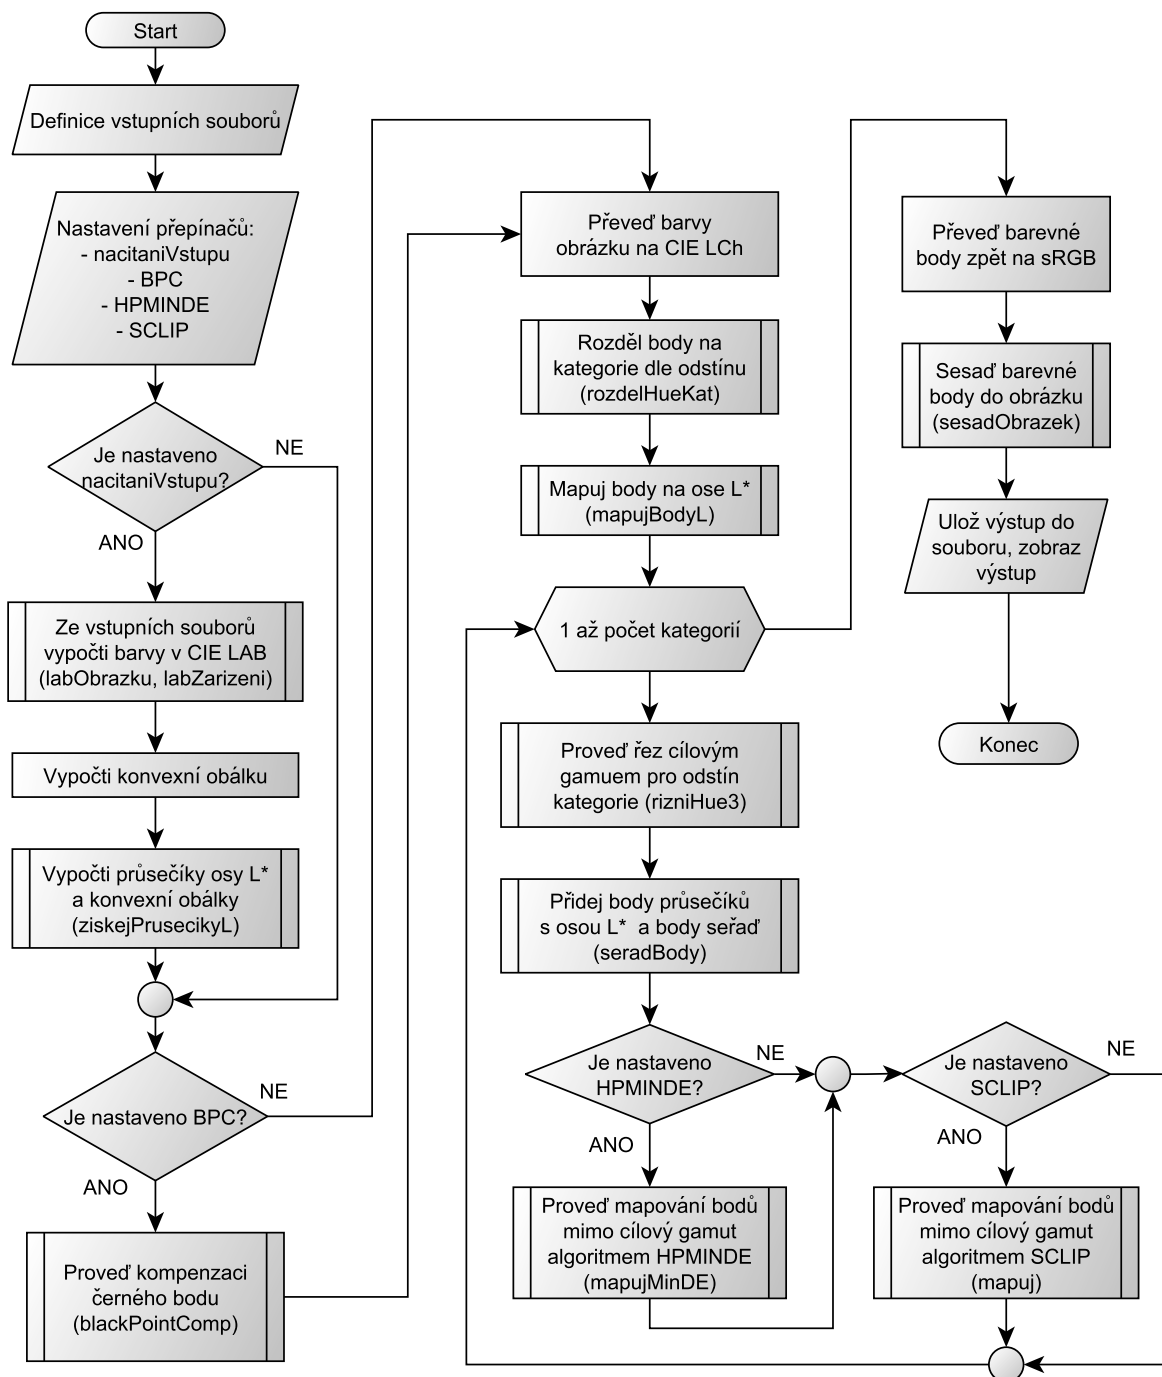 Start
Definice vstupních souborů
Nastavení přepínačů:
- nacitaniVstupu
- BPC
- HPMINDE
- SCLIP
Je nastaveno
nacitaniVstupu?
NE
ANO
Ze vstupních souborů
vypočti barvy v CIE LAB
(labObrazku, labZarizeni)
Vypočti konvexní obálku
Vypočti průsečíky osy L*
a konvexní obálky
(ziskejPrusecikyL)
Je nastaveno BPC?
NE
ANO
Proveď kompenzaci
černého bodu
(blackPointComp)
Převeď barvy
obrázku na CIE LCh
Rozděl body na
kategorie dle odstínu
(rozdelHueKat)
Mapuj body na ose L*
(mapujBodyL)
1 až počet kategorií
Proveď řez cílovým
gamuem pro odstín
kategorie (rizniHue3)
Přidej body průsečíků
s osou L* a body seřaď
(seradBody)
Je nastaveno
HPMINDE?
NE
ANO
Proveď mapování bodů
mimo cílový gamut
algoritmem HPMINDE
(mapujMinDE)
Je nastaveno
SCLIP?
NE
ANO
Proveď mapování bodů
mimo cílový gamut
algoritmem SCLIP
(mapuj)
Převeď barevné
body zpět na sRGB
Sesaď barevné
body do obrázku
(sesadObrazek)
Ulož výstup do
souboru, zobraz
výstup
Konec